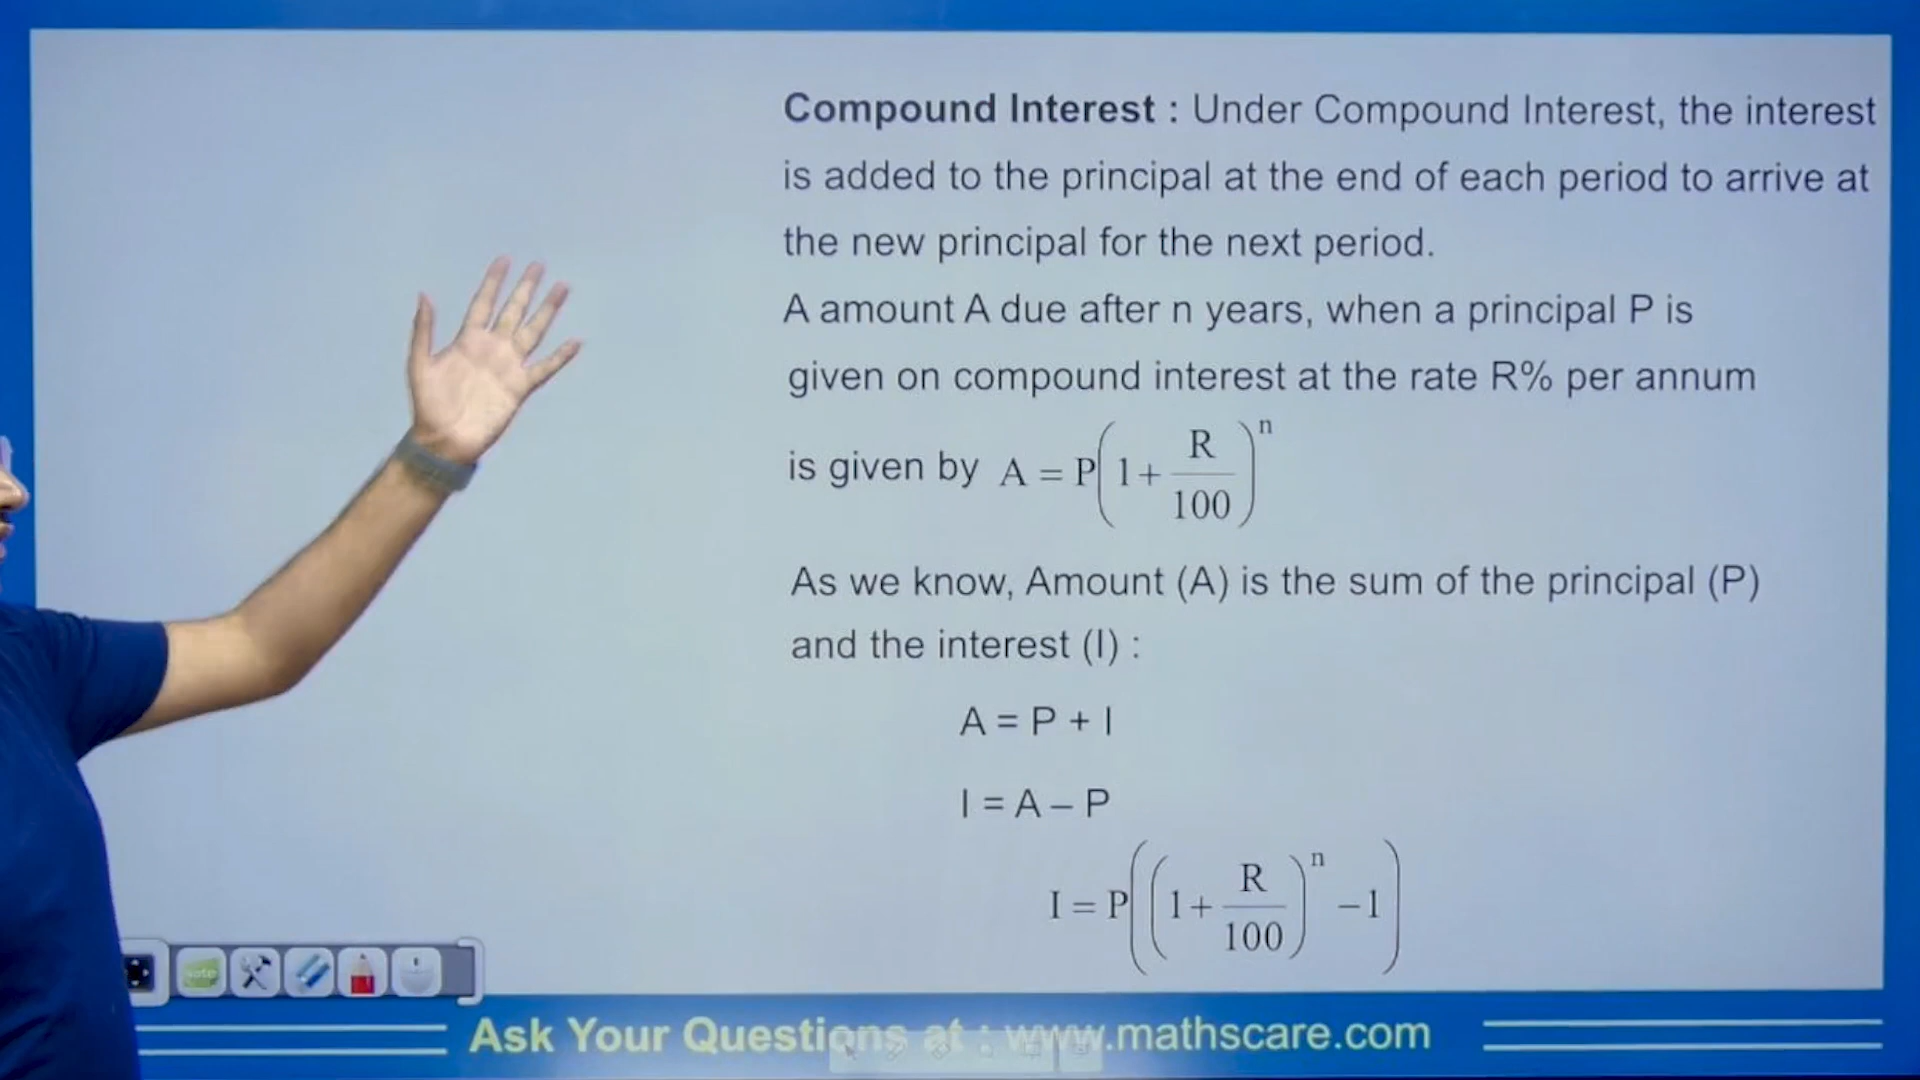 Compound Interest : Under Compound Interest, the interest
is added to the principal at the end of each period to arrive at
the new principal for the next period.
A amount A due after n years, when a principal P is
given on compound interest at the rate R% per annum
is given by A = P(1 + R/100)^n
As we know, Amount (A) is the sum of the principal (P)
and the interest (I) :
A = P + I
I = A – P
I = P((1 + R/100)^n – 1)
Note
Ask Your Questions at : www.mathscare.com